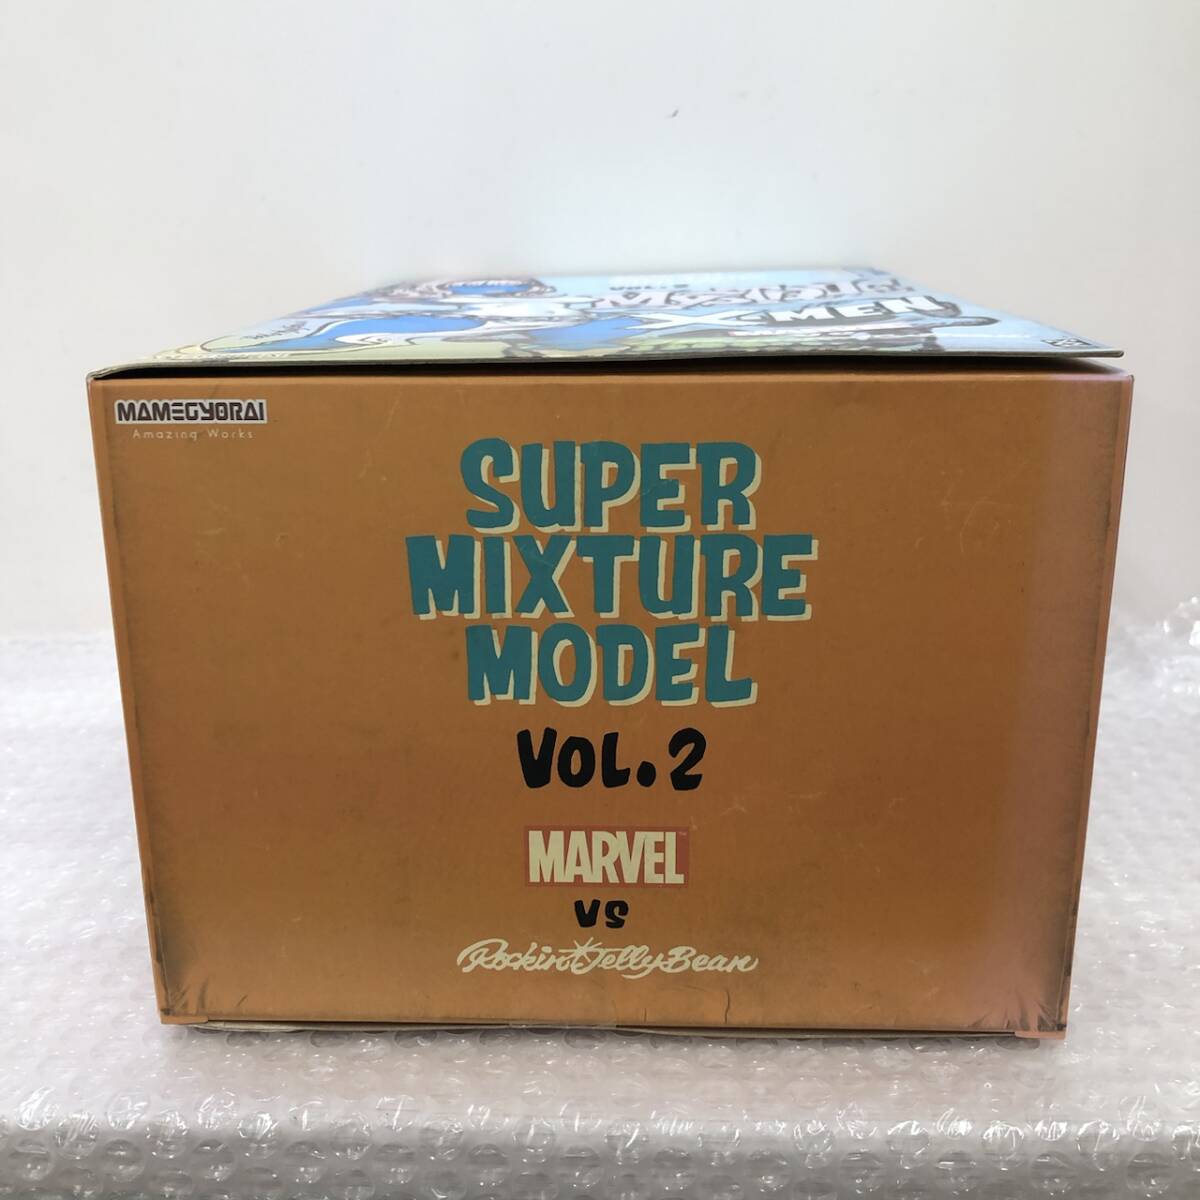 X-MEN
MAMEGYORAI
Amazing Works
SUPER
MIXTURE
MODEL
VOL.2
MARVEL
VS
Rockin'JellyBean